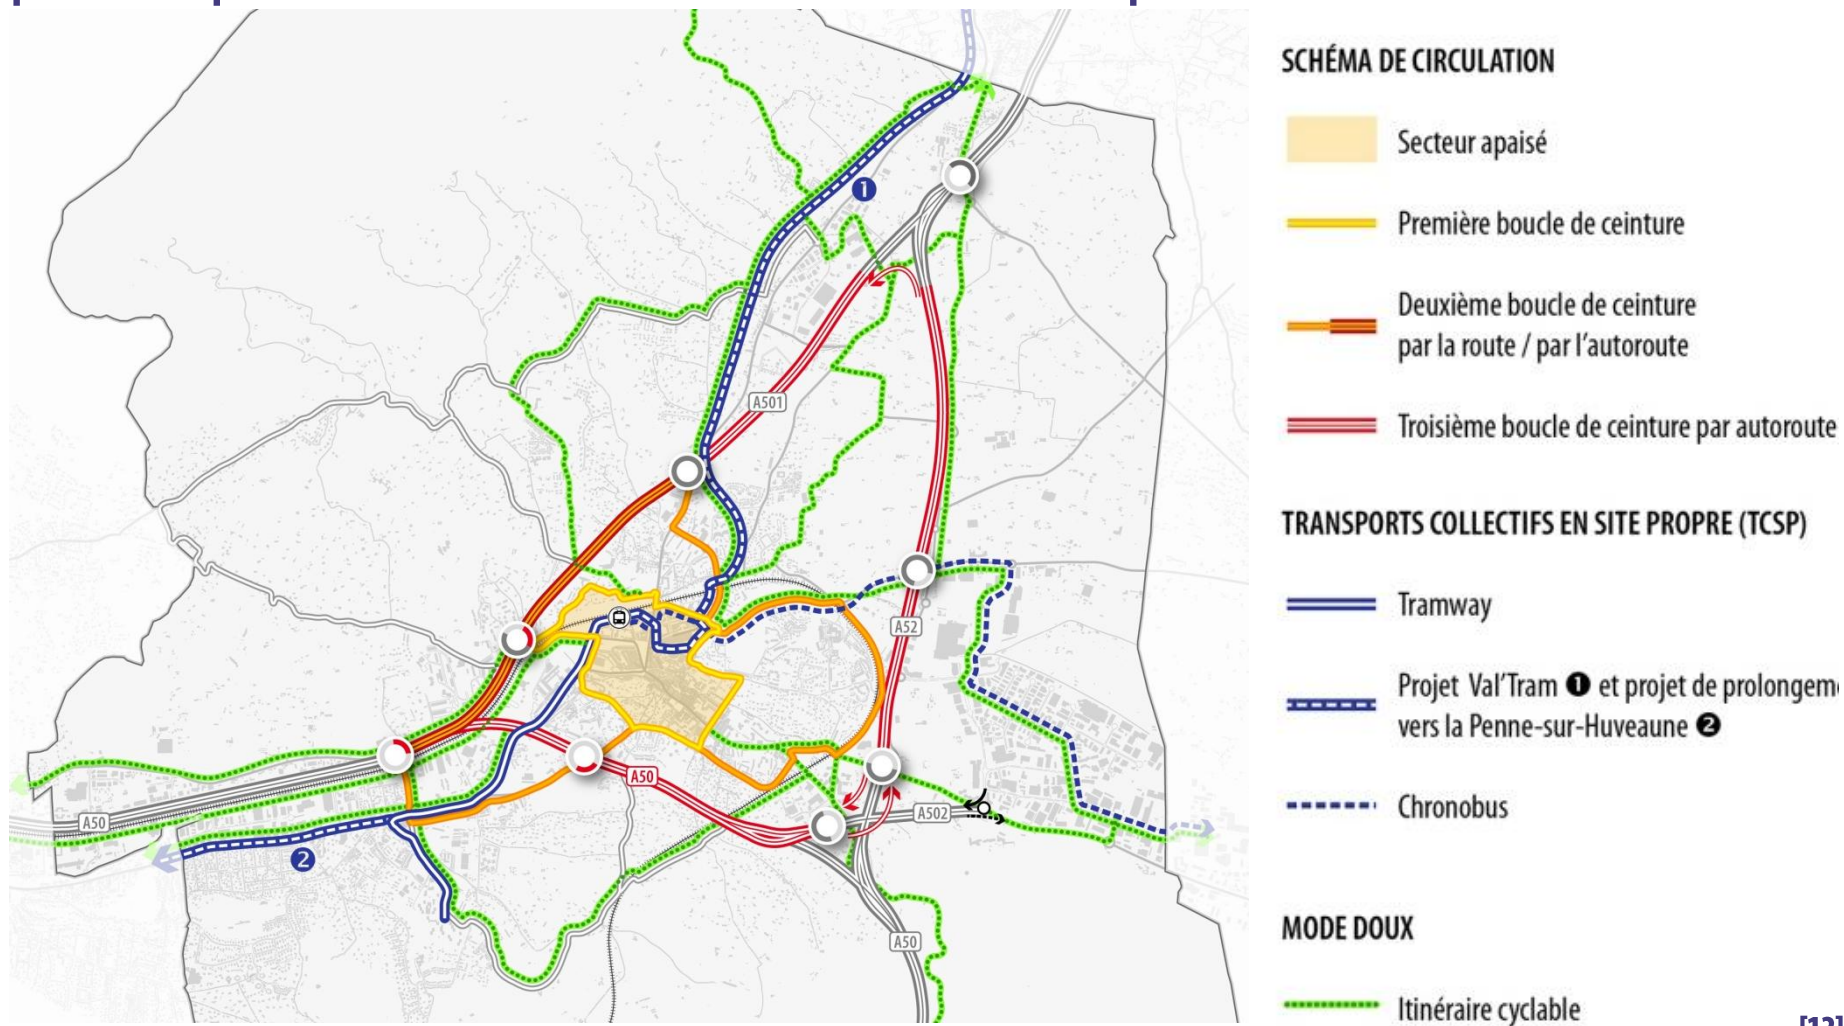 SCHÉMA DE CIRCULATION
Secteur apaisé
Première boucle de ceinture
Deuxième boucle de ceinture
par la route / par l'autoroute
Troisième boucle de ceinture par autoroute
TRANSPORTS COLLECTIFS EN SITE PROPRE (TCSP)
Tramway
Projet Val'Tram ❶ et projet de prolongem
vers la Penne-sur-Huveaune ❷
Chronobus
MODE DOUX
Itinéraire cyclable
❶
A501
A52
A50
A50
A502
❷
A50